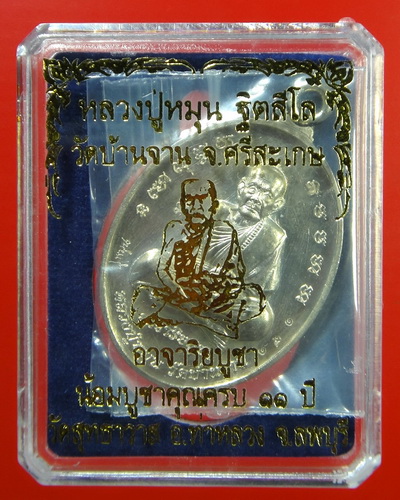 หลวงปู่หมุน ฐิตสีโล
วัดบ้านจาน จ.ศรีสะเกษ
อาจาริยบูชา
น้อมบูชาคุณครบ ๑๑ ปี
วัดสุทธาวาส อ.ท่าหลวง จ.ลพบุรี